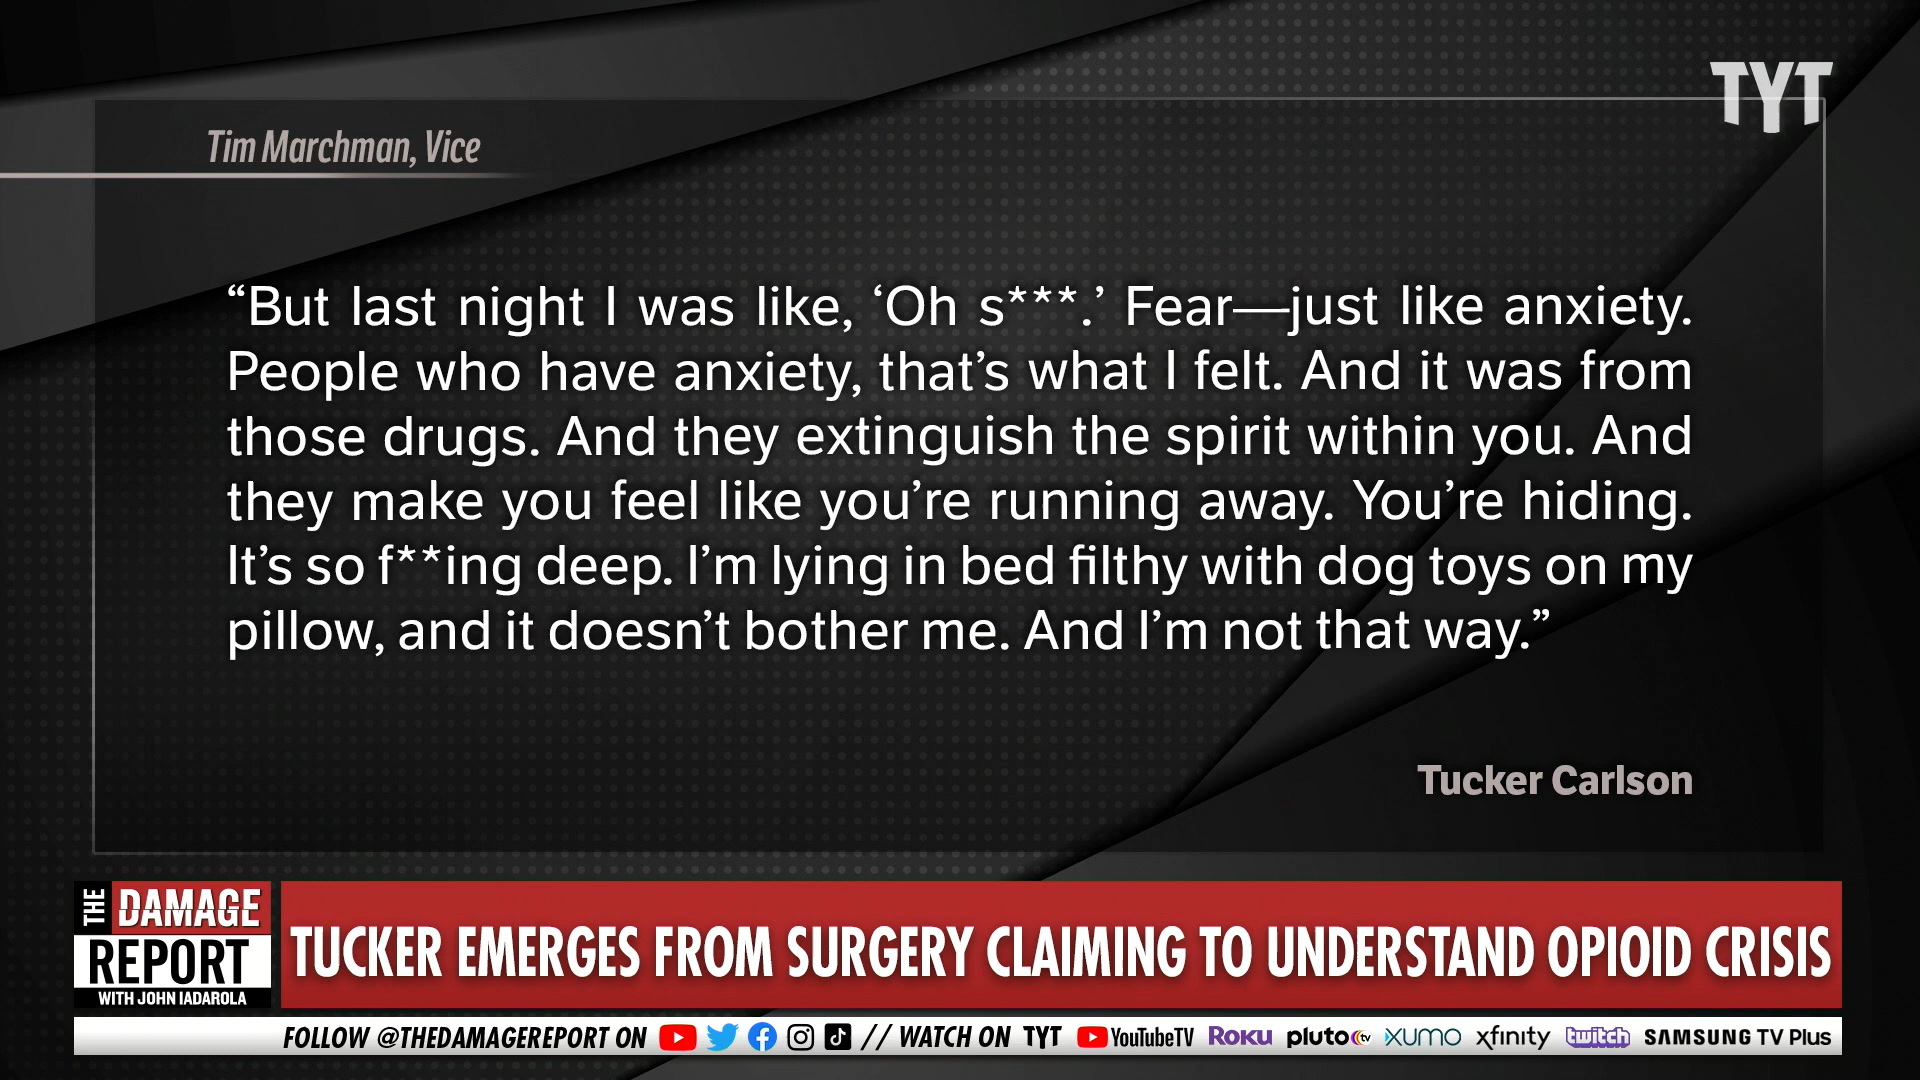 TYT
Tim Marchman, Vice
“But last night I was like, ‘Oh s***.’ Fear—just like anxiety.
People who have anxiety, that’s what I felt. And it was from
those drugs. And they extinguish the spirit within you. And
they make you feel like you’re running away. You’re hiding.
It’s so f**ing deep. I’m lying in bed filthy with dog toys on my
pillow, and it doesn’t bother me. And I’m not that way.”
Tucker Carlson
THE DAMAGE
REPORT
WITH JOHN IADAROLA
TUCKER EMERGES FROM SURGERY CLAIMING TO UNDERSTAND OPIOID CRISIS
FOLLOW @THEDAMAGEREPORT ON // WATCH ON TYT YouTubeTV ROKU pluto tv XUMO xfinity twitch SAMSUNG TV Plus